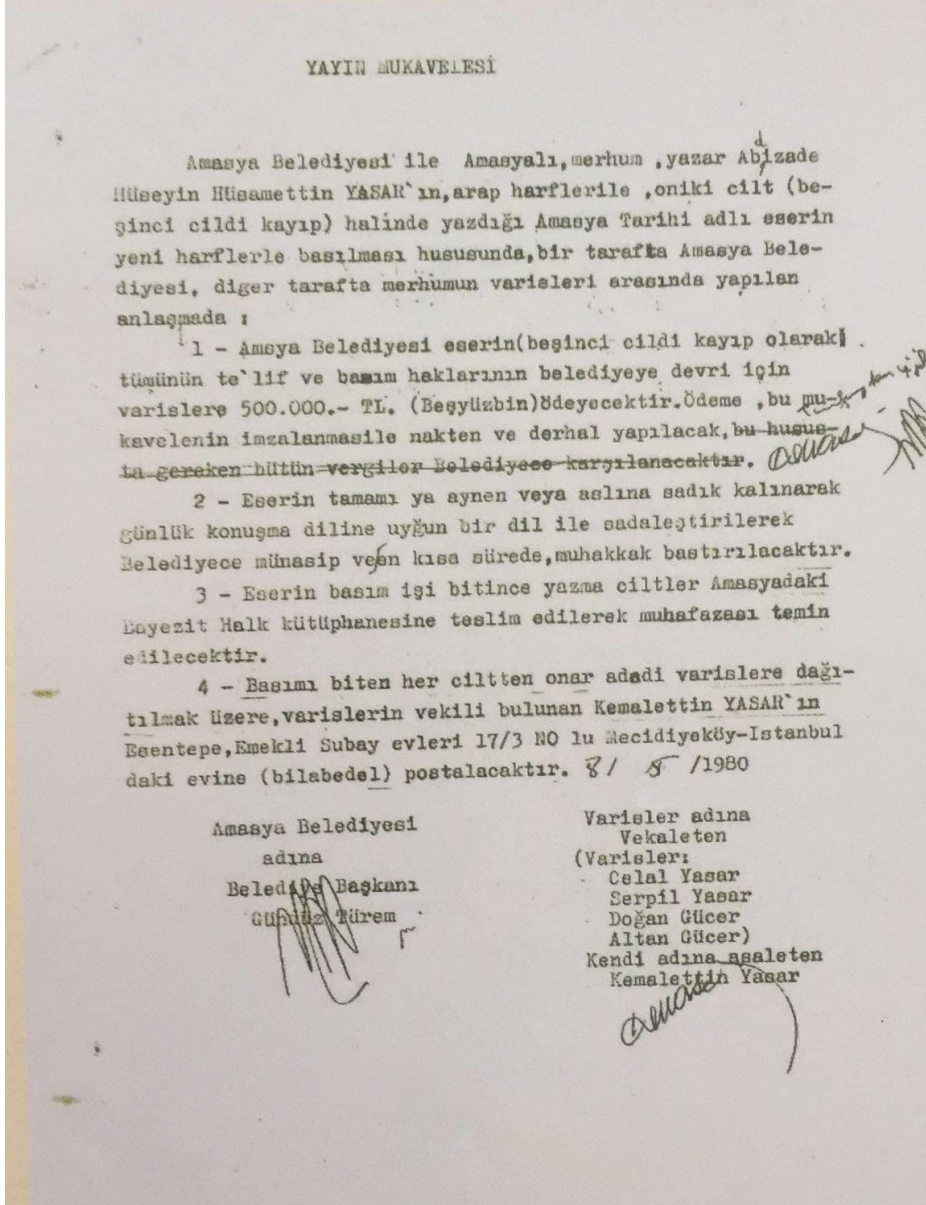 YAYIN MUKAVELESİ
Amasya Belediyesi ile Amasyalı,merhum ,yazar Abdizade
Hüseyin Hüsamettin YASAR`ın,arap harflerile ,oniki cilt (be-
şinci cildi kayıp) halinde yazdığı Amasya Tarihi adlı eserin
yeni harflerle basılması hususunda,bir tarafta Amasya Bele-
diyesi, diger tarafta merhumun varisleri arasında yapılan
anlaşmada :
1 - Amsya Belediyesi eserin(beşinci cildi kayıp olarak)
tümünün te`lif ve basım haklarının belediyeye devri için
varislere 500.000.- TL. (Beşyüzbin)ödeyecektir.Ödeme ,bu mu-
kavelenin imzalanmasile nakten ve derhal yapılacak,bu husus-
ta gereken bütün vergiler Belediyece karşılanacaktır.
2 - Eserin tamamı ya aynen veya aslına sadık kalınarak
günlük konuşma diline uyğun bir dil ile sadaleştirilerek
Belediyece münasip ve en kısa sürede,muhakkak bastırılacaktır.
3 - Eserin basım işi bitince yazma ciltler Amasyadaki
Bayezit Halk kütüphanesine teslim edilerek muhafazası temin
edilecektir.
4 - Basımı biten her ciltten onar adedi varislere dağı-
tılmak üzere,varislerin vekili bulunan Kemalettin YASAR`ın
Esentepe,Emekli Subay evleri 17/3 NO lu Mecidiyeköy-Istanbul
daki evine (bilabedel) postalacaktır. 8/ /1980
Amasya Belediyesi
adına
Belediye Başkanı
Gündüz Türem
Varisler adına
Vekaleten
(Varisler:
Celal Yasar
Serpil Yasar
Doğan Gücer
Altan Gücer)
Kendi adına asaleten
Kemalettin Yasar